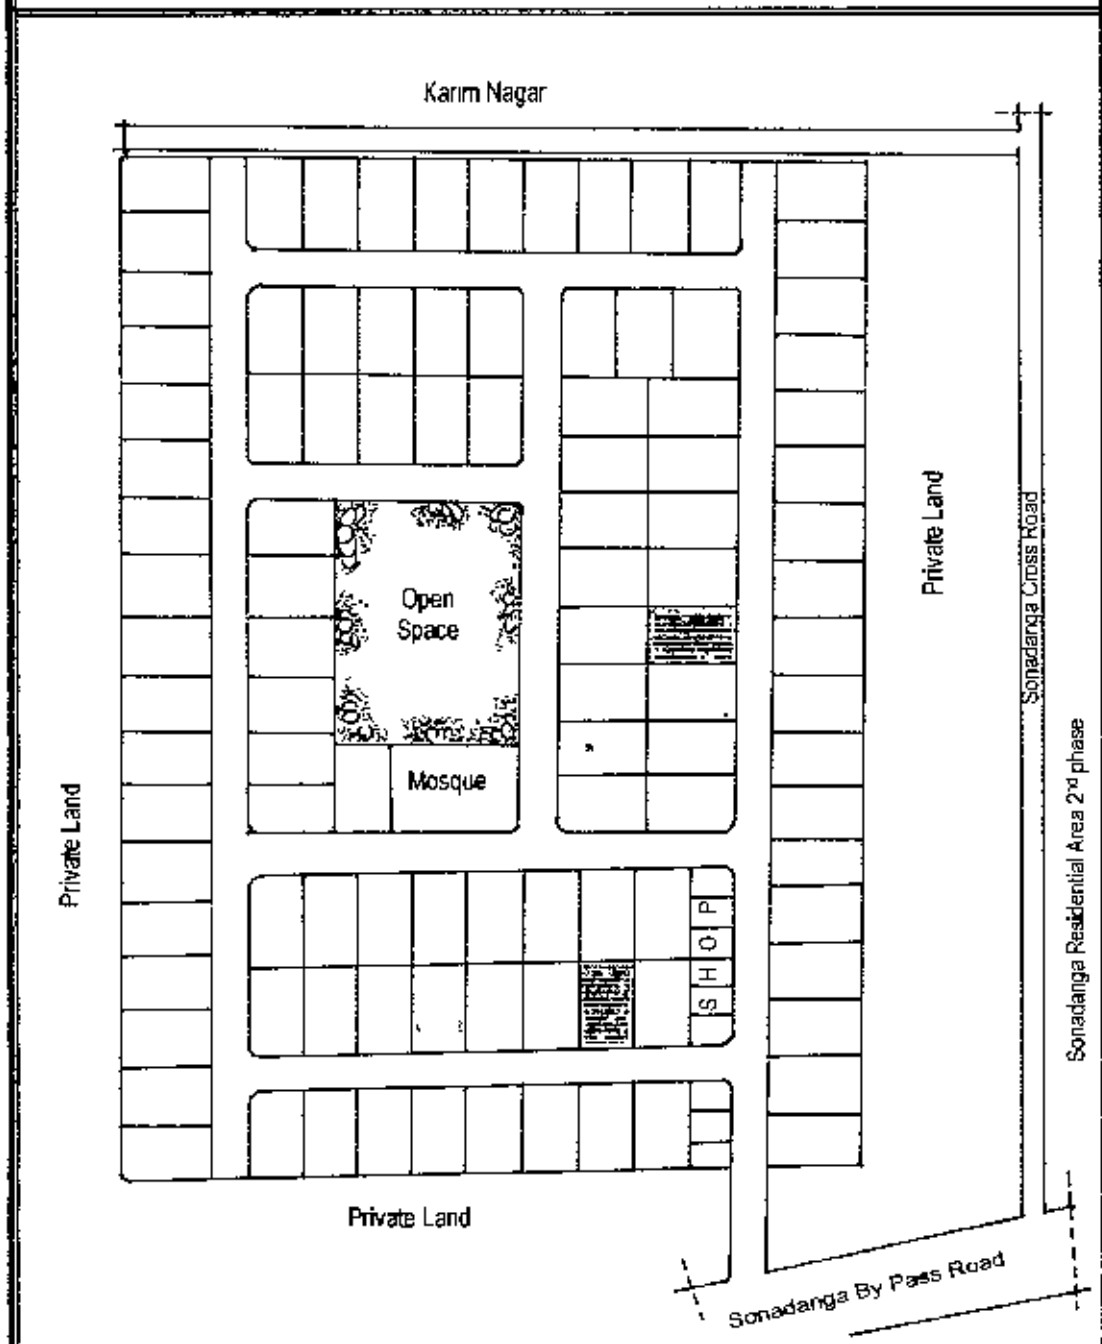 Karim Nagar
Private Land
Sonadanga Cross Road
Open
Space
Mosque
Private Land
SHOP
Sonadanga Residential Area 2nd phase
Private Land
Sonadanga By Pass Road